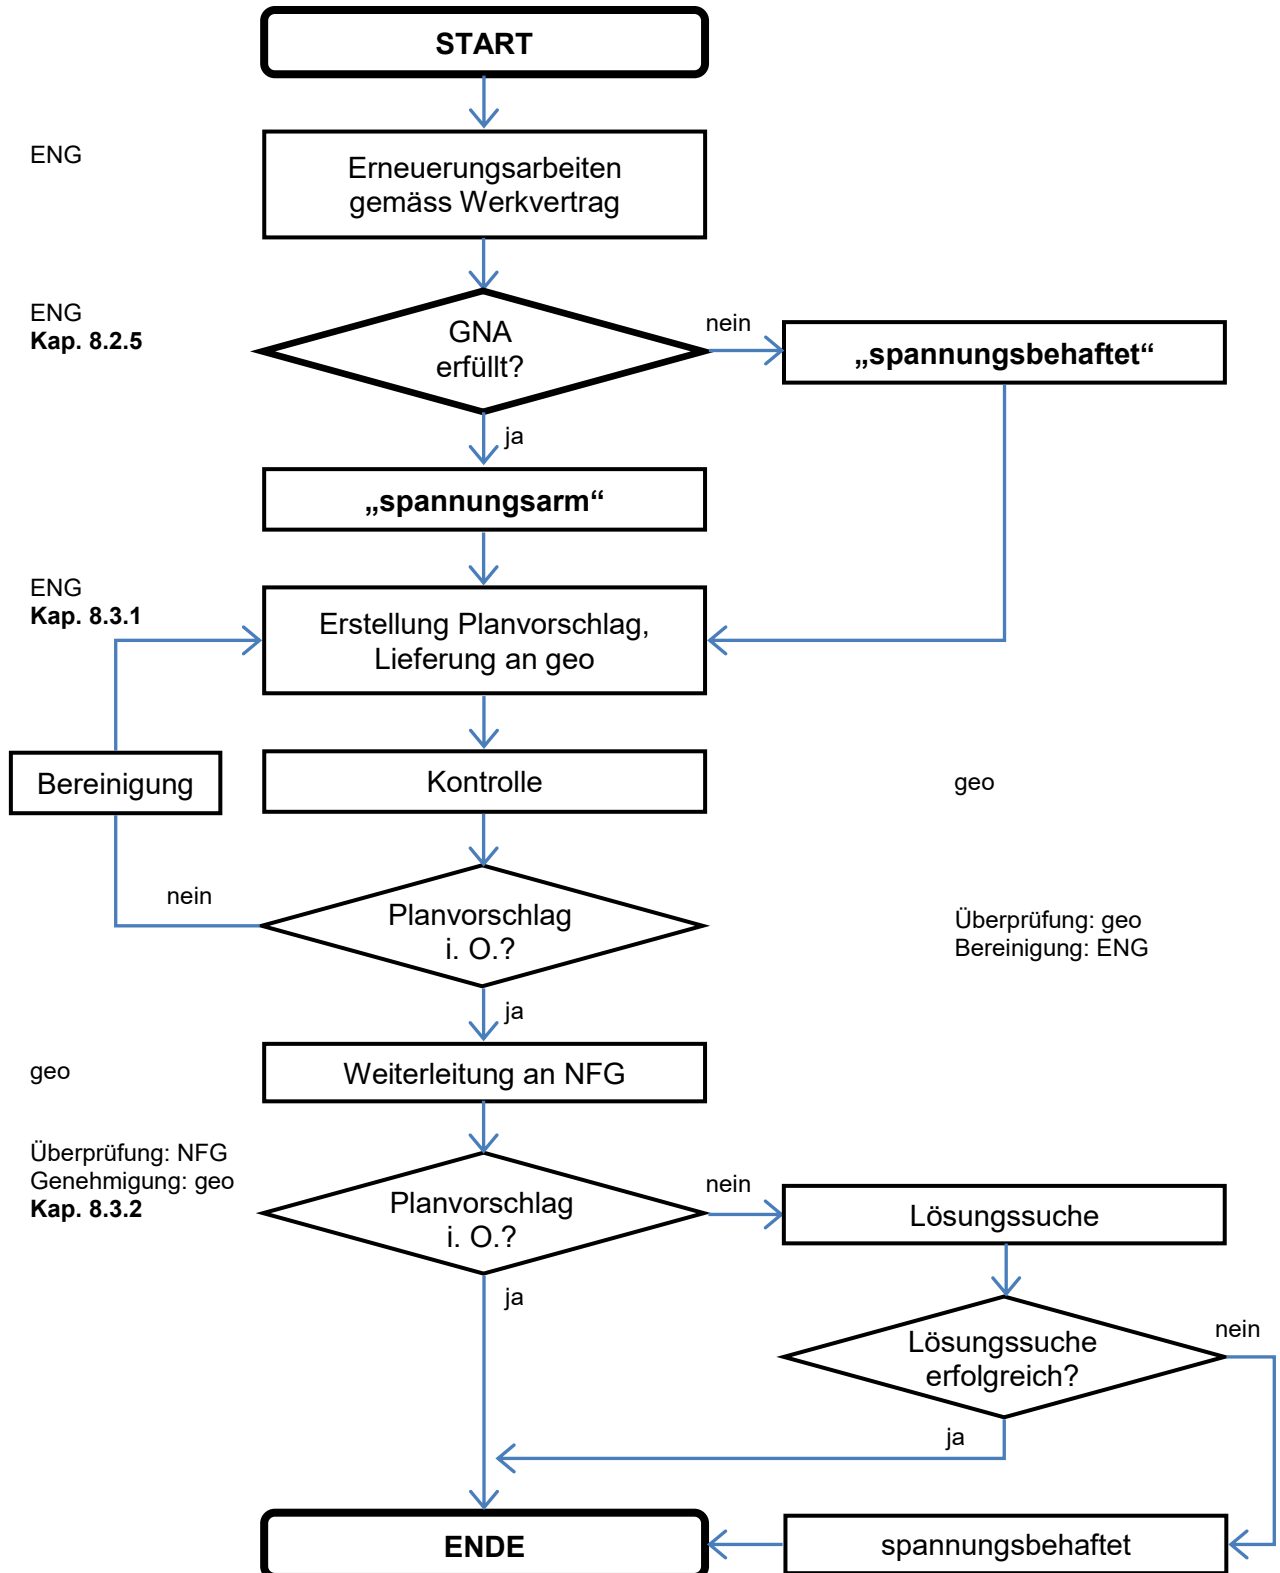 START
ENG
Erneuerungsarbeiten
gemäss Werkvertrag
ENG
Kap. 8.2.5
GNA
erfüllt?
nein
„spannungsbehaftet“
ja
„spannungsarm“
ENG
Kap. 8.3.1
Erstellung Planvorschlag,
Lieferung an geo
Bereinigung
Kontrolle
geo
nein
Planvorschlag
i. O.?
Überprüfung: geo
Bereinigung: ENG
ja
geo
Weiterleitung an NFG
Überprüfung: NFG
Genehmigung: geo
Kap. 8.3.2
Planvorschlag
i. O.?
nein
Lösungssuche
ja
Lösungssuche
erfolgreich?
nein
ja
ENDE
spannungsbehaftet